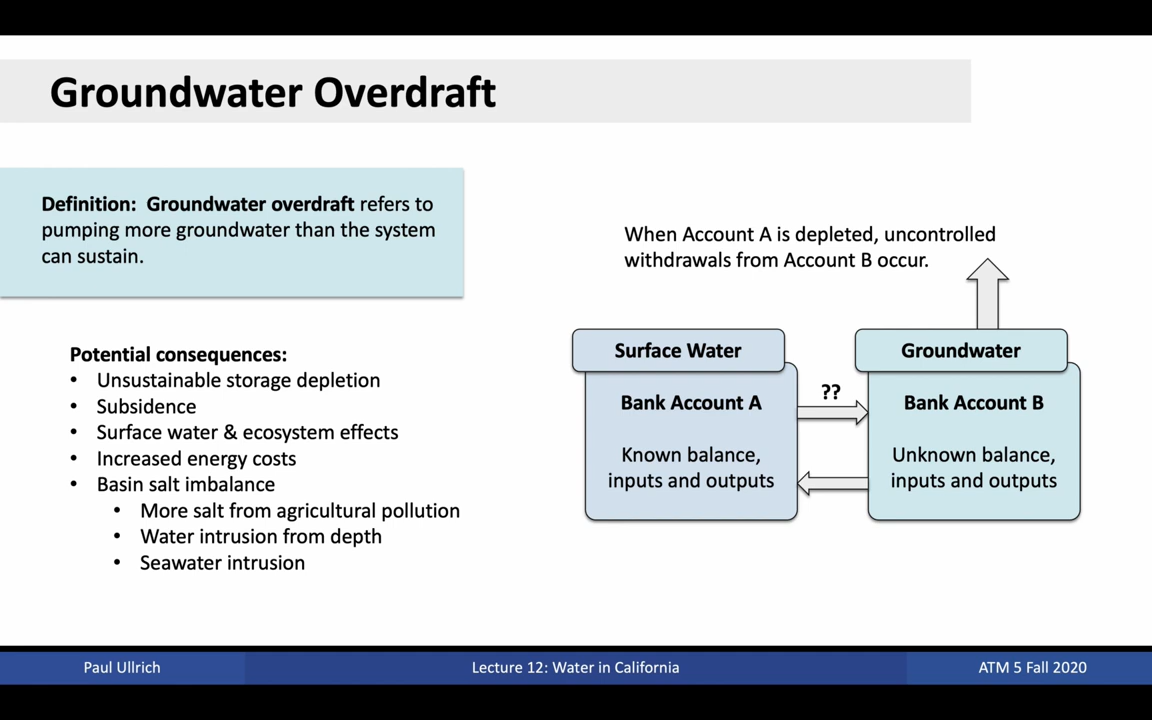 Groundwater Overdraft
Definition: Groundwater overdraft refers to
pumping more groundwater than the system
can sustain.
Potential consequences:
• Unsustainable storage depletion
• Subsidence
• Surface water & ecosystem effects
• Increased energy costs
• Basin salt imbalance
• More salt from agricultural pollution
• Water intrusion from depth
• Seawater intrusion
When Account A is depleted, uncontrolled
withdrawals from Account B occur.
Surface Water
Bank Account A
Known balance,
inputs and outputs
??
Groundwater
Bank Account B
Unknown balance,
inputs and outputs
Paul Ullrich
Lecture 12: Water in California
ATM 5 Fall 2020